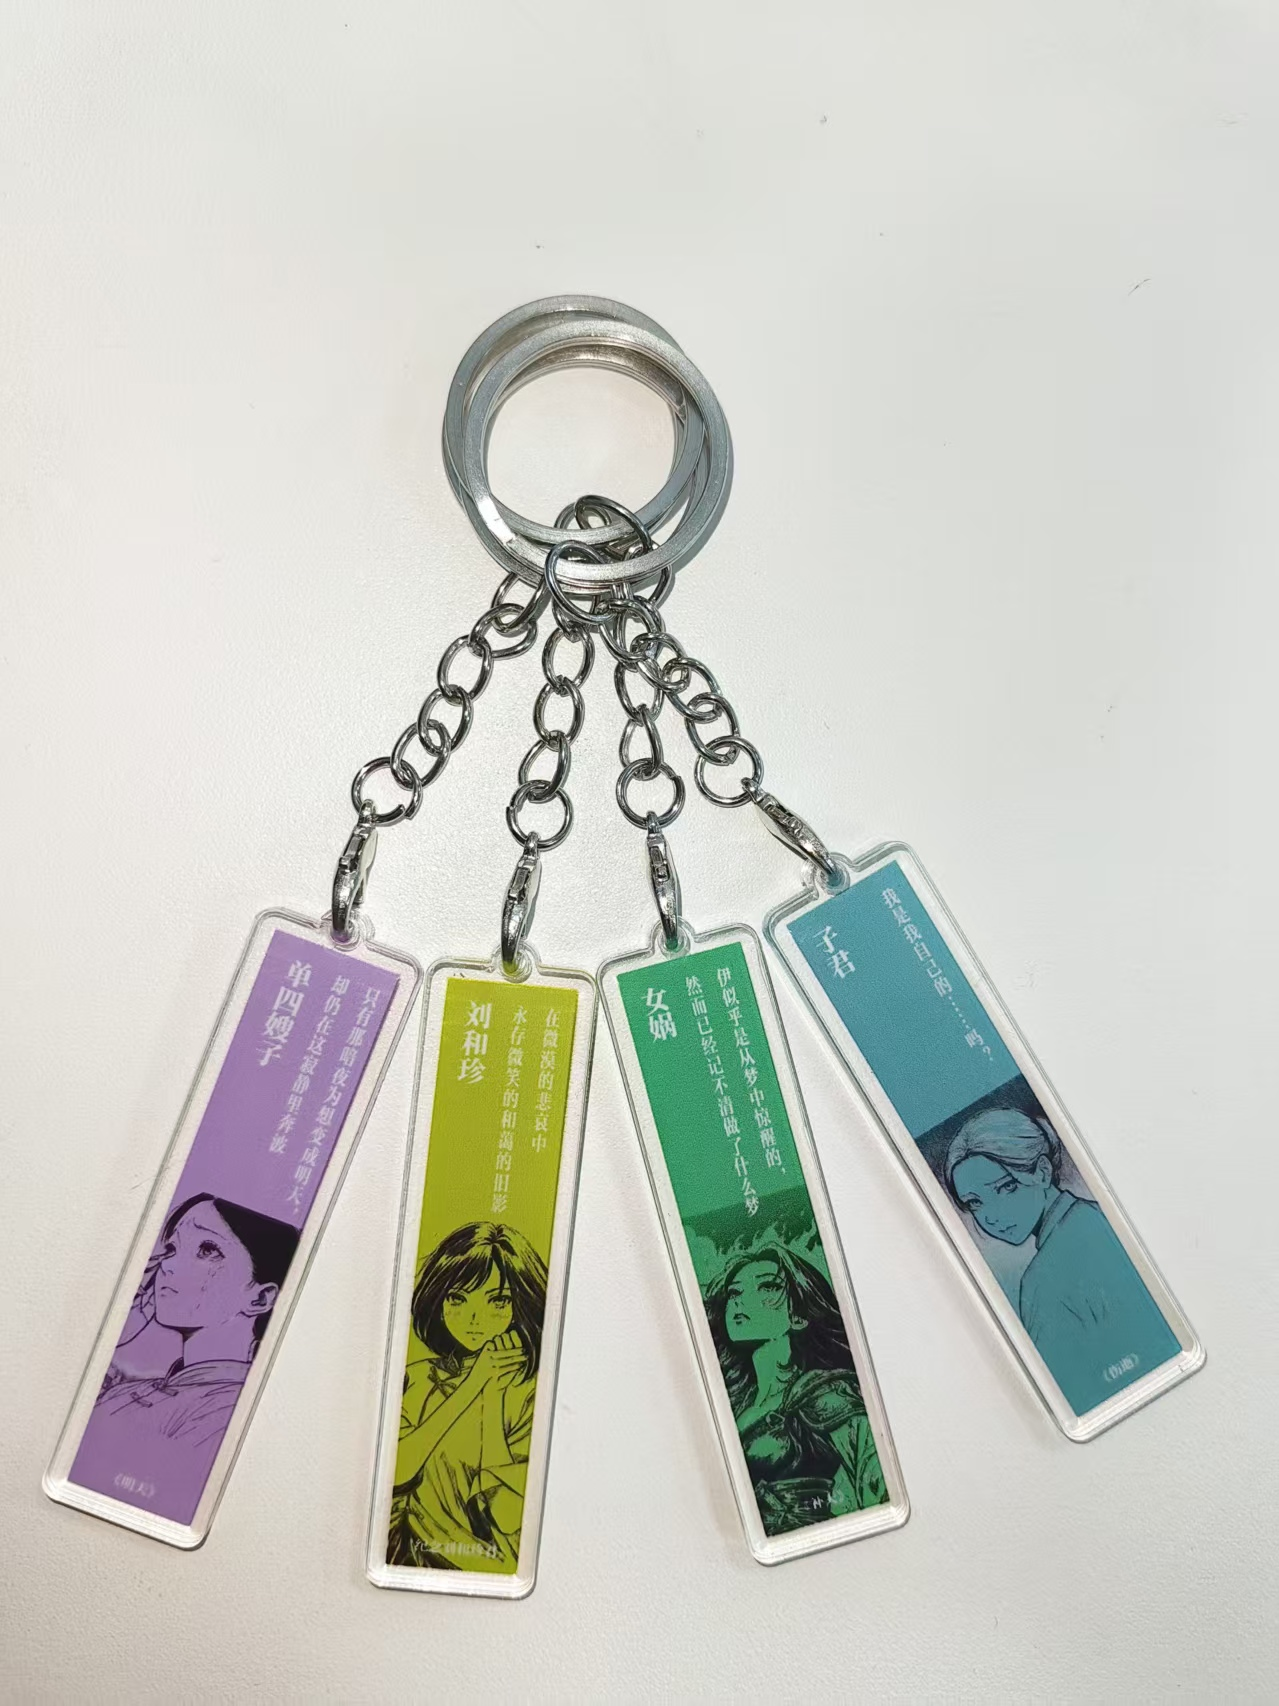 单四嫂子
只有那暗夜为想变成明天，
却仍在这寂静里奔波
《明天》
刘和珍
在微漠的悲哀中
永存微笑的和蔼的旧影
纪念刘和珍君
女娲
伊似乎是从梦中惊醒的，
然而已经记不清做了什么梦
补天
子君
我是我自己的……吗？
《伤逝》